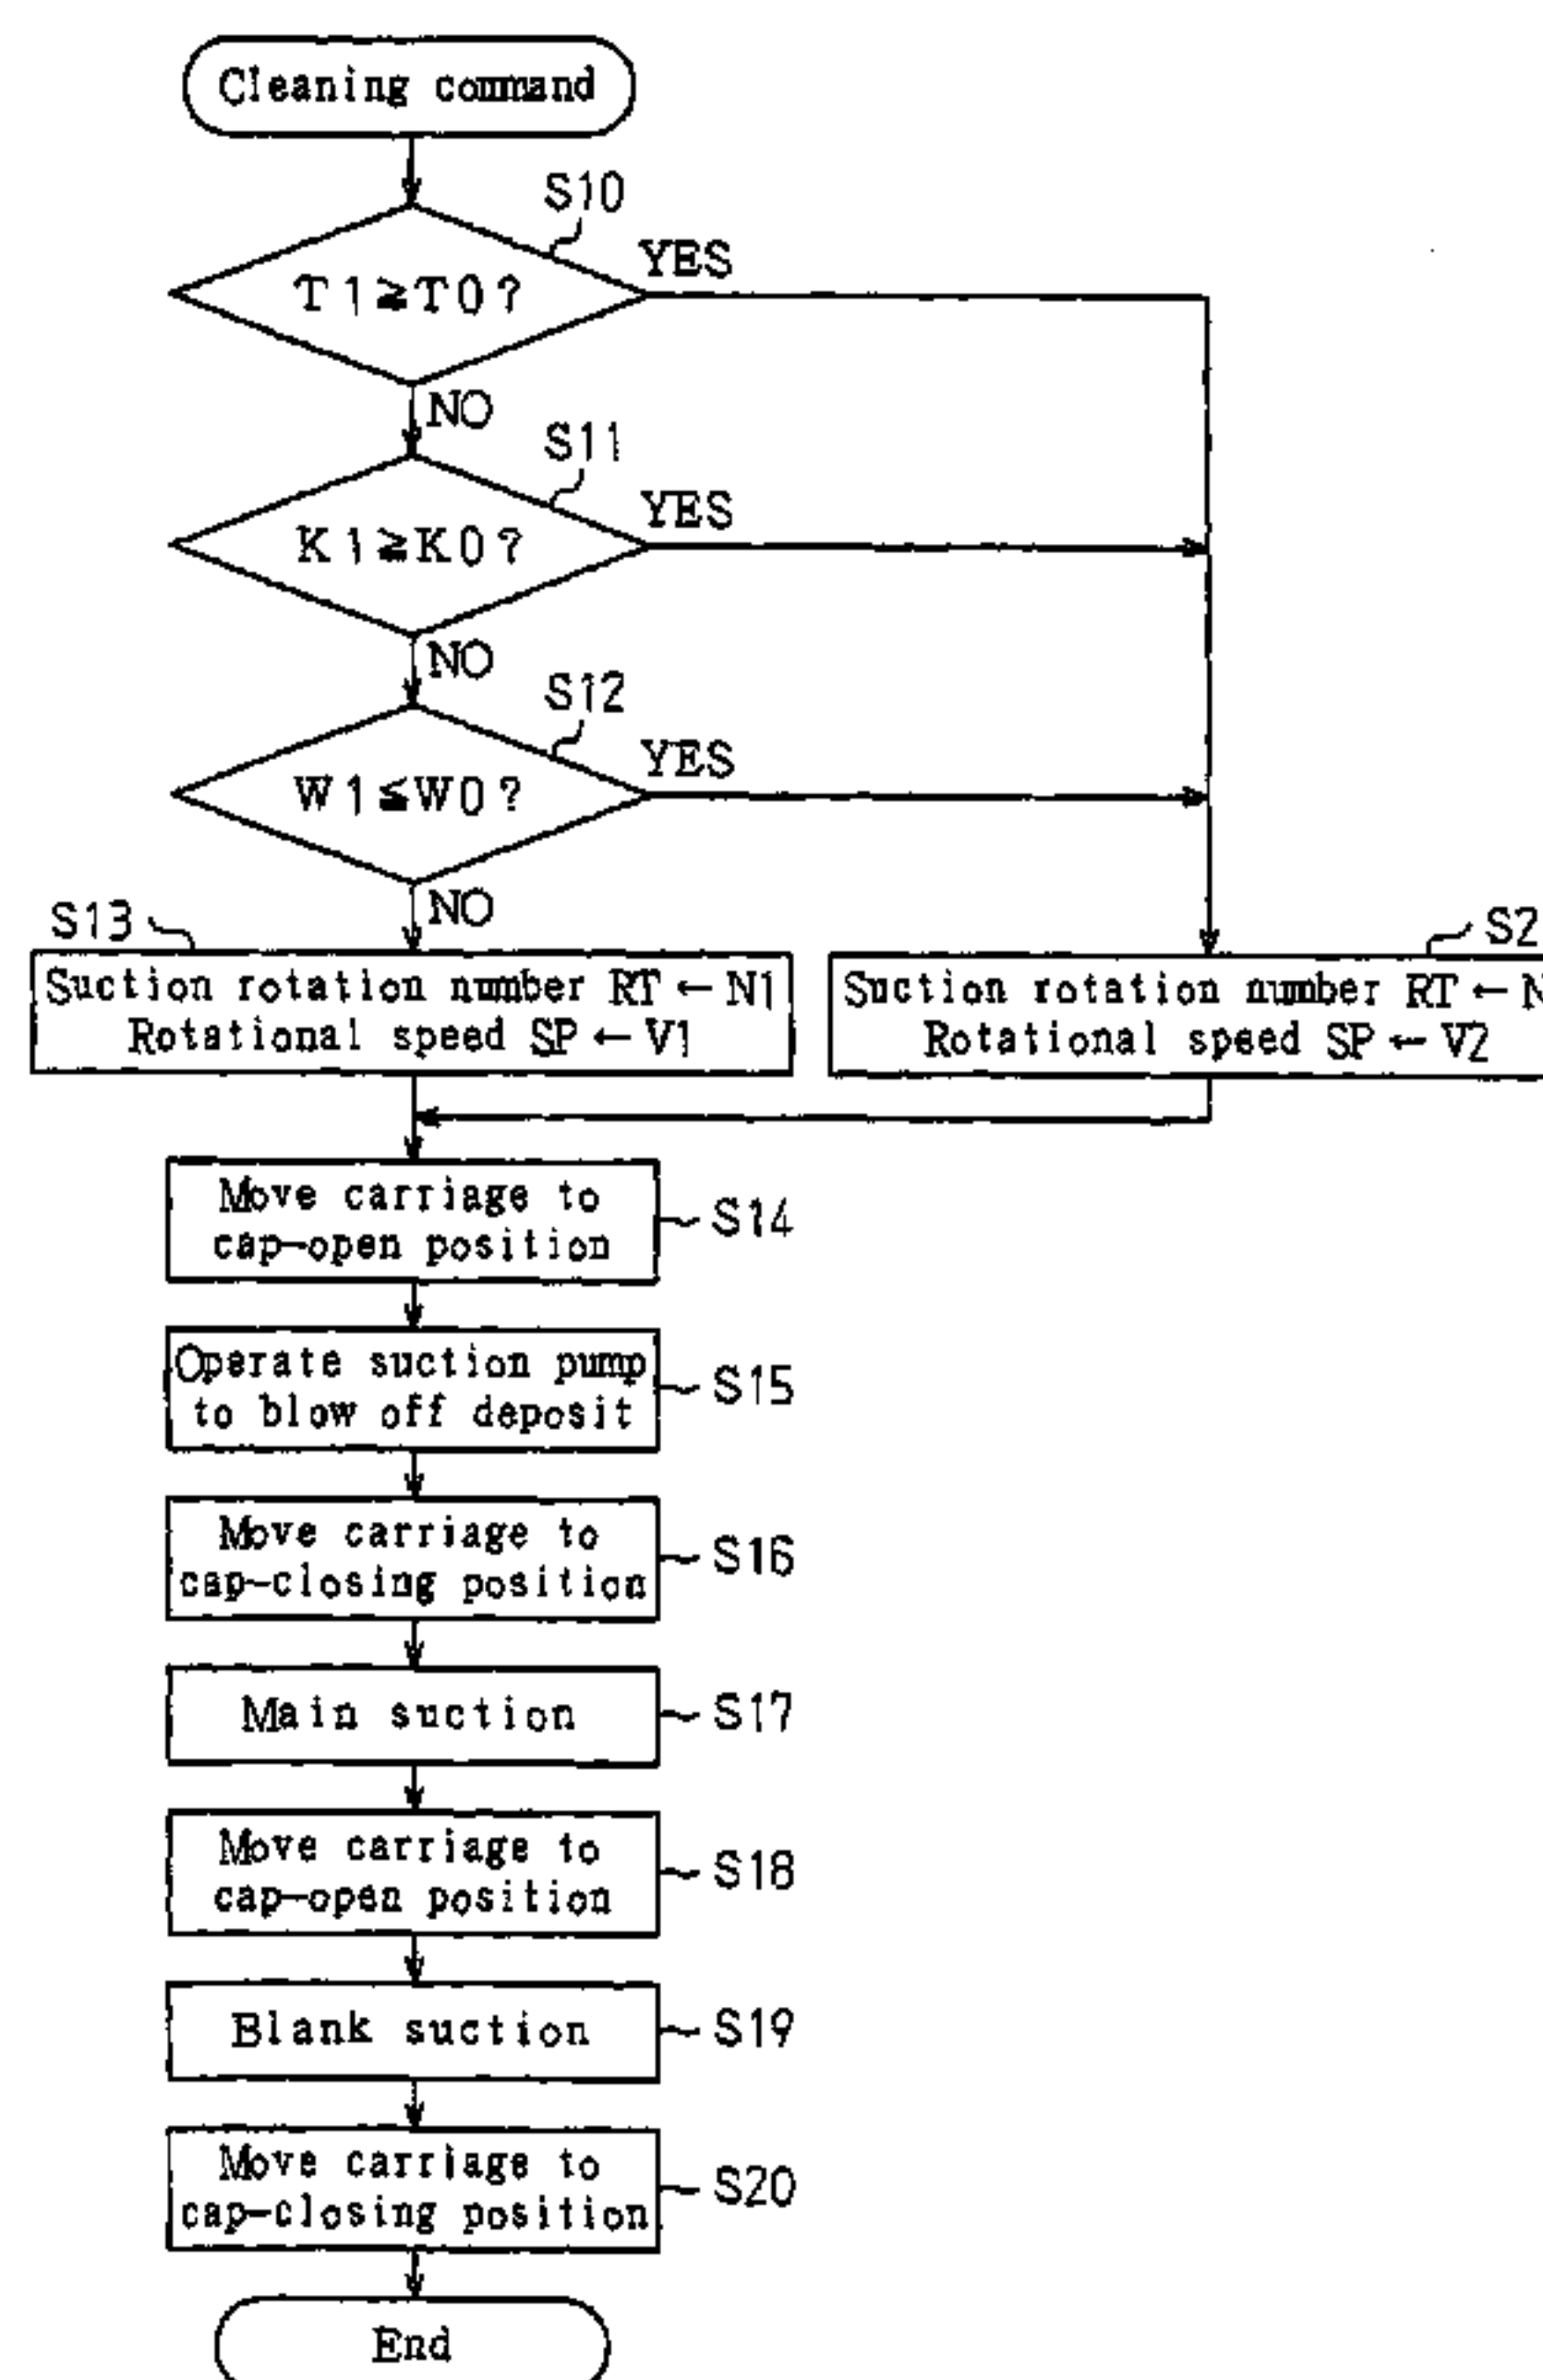 Cleaning command
S10
T1≧T0?
YES
NO
S11
K1≧K0?
YES
NO
S12
W1≦W0?
YES
NO
S13
Suction rotation number RT ← N1
Rotational speed SP ← V1
Suction rotation number RT ←
Rotational speed SP ← V2
Move carriage to
cap-open position
S14
Operate suction pump
to blow off deposit
S15
Move carriage to
cap-closing position
S16
Main suction
S17
Move carriage to
cap-open position
S18
Blank suction
S19
Move carriage to
cap-closing position
S20
End